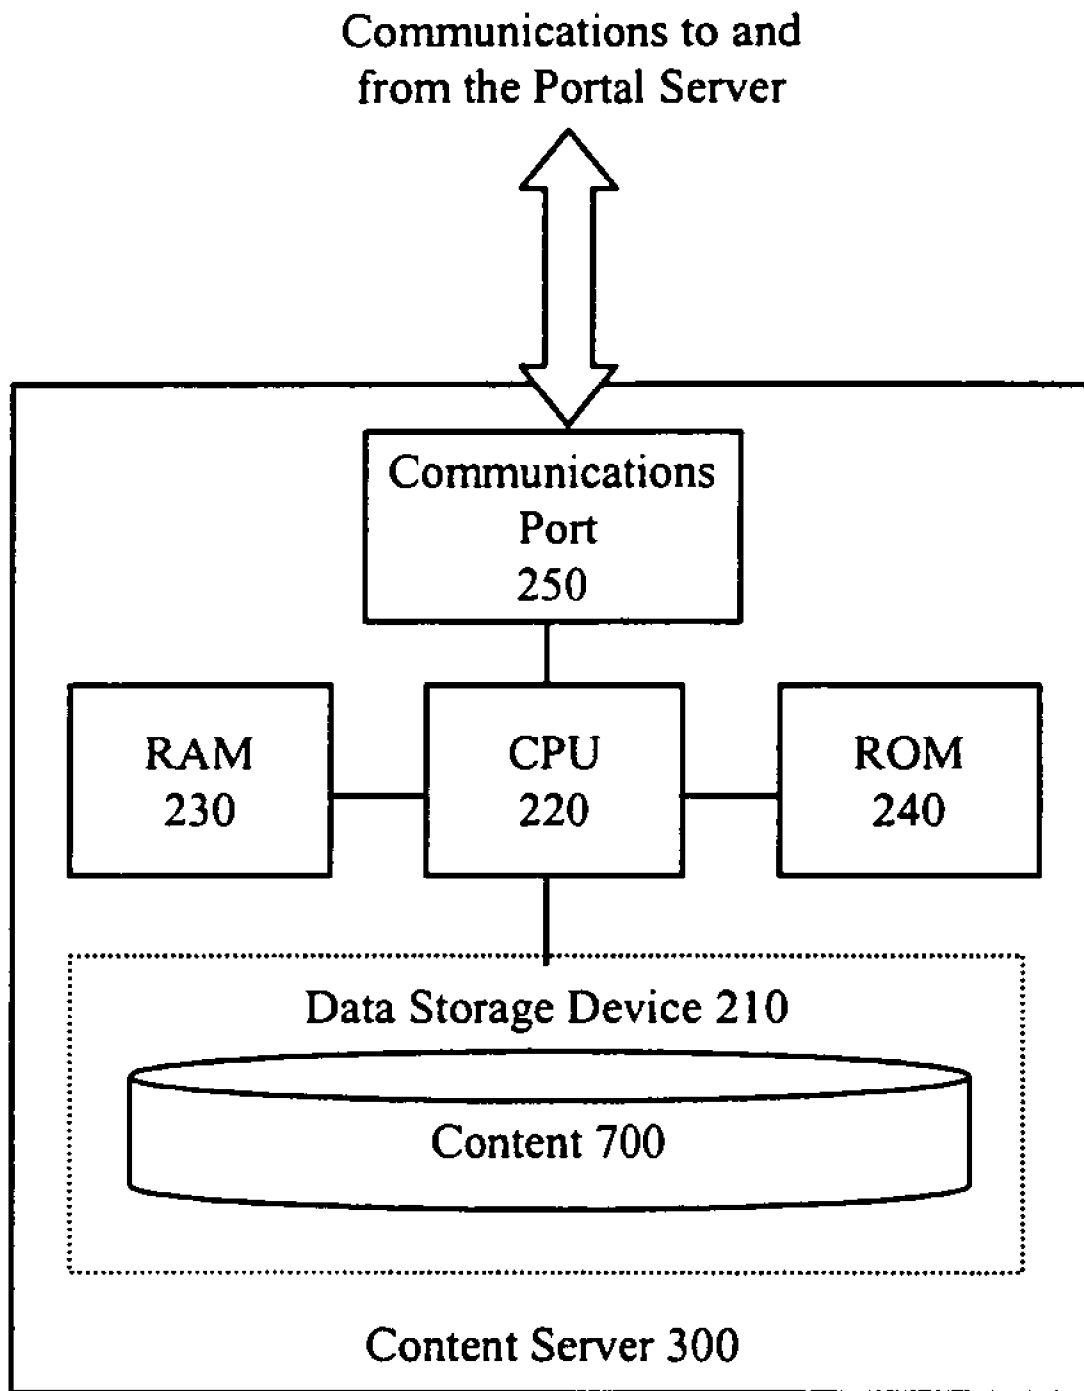 Communications to and
from the Portal Server
Communications
Port
250
RAM
230
CPU
220
ROM
240
Data Storage Device 210
Content 700
Content Server 300